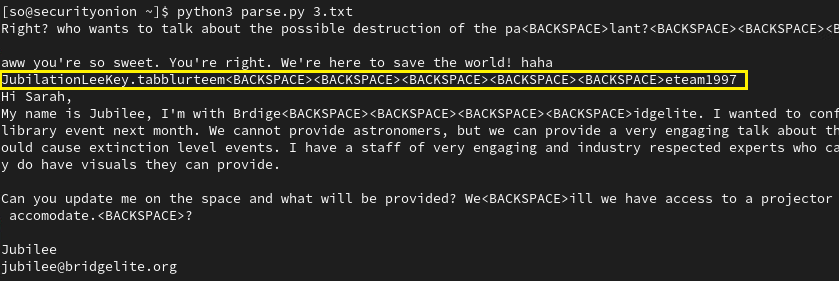 [so@securityonion ~]$ python3 parse.py 3.txt
Right? who wants to talk about the possible destruction of the pa<BACKSPACE>lant?<BACKSPACE><BACKSPACE><B
aww you're so sweet. You're right. We're here to save the world! haha
JubilationLeeKey.tabblurteem<BACKSPACE><BACKSPACE><BACKSPACE><BACKSPACE><BACKSPACE>eteam1997
Hi Sarah,
My name is Jubilee, I'm with Brdige<BACKSPACE><BACKSPACE><BACKSPACE><BACKSPACE>idgelite. I wanted to conf
library event next month. We cannot provide astronomers, but we can provide a very engaging talk about th
ould cause extinction level events. I have a staff of very engaging and industry respected experts who ca
y do have visuals they can provide.
Can you update me on the space and what will be provided? We<BACKSPACE>ill we have access to a projector
accomodate.<BACKSPACE>?
Jubilee
jubilee@bridgelite.org